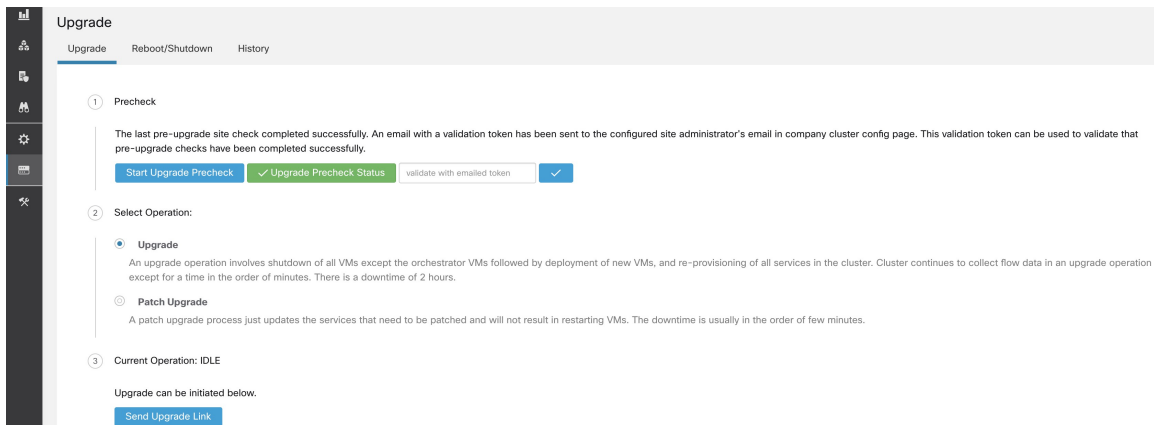 Upgrade
Upgrade Reboot/Shutdown History
1 Precheck
The last pre-upgrade site check completed successfully. An email with a validation token has been sent to the configured site administrator's email in company cluster config page. This validation token can be used to validate that
pre-upgrade checks have been completed successfully.
Start Upgrade Precheck Upgrade Precheck Status validate with emailed token
2 Select Operation:
Upgrade
An upgrade operation involves shutdown of all VMs except the orchestrator VMs followed by deployment of new VMs, and re-provisioning of all services in the cluster. Cluster continues to collect flow data in an upgrade operation
except for a time in the order of minutes. There is a downtime of 2 hours.
Patch Upgrade
A patch upgrade process just updates the services that need to be patched and will not result in restarting VMs. The downtime is usually in the order of few minutes.
3 Current Operation: IDLE
Upgrade can be initiated below.
Send Upgrade Link